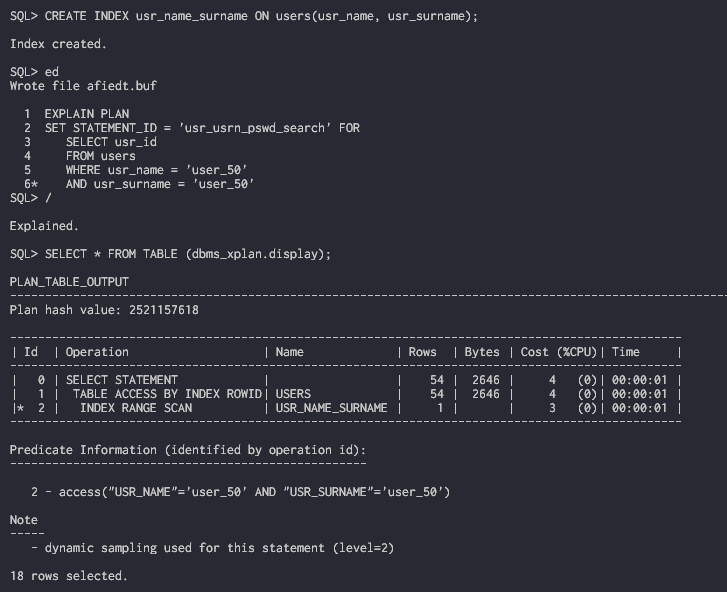 SQL> CREATE INDEX usr_name_surname ON users(usr_name, usr_surname);
Index created.
SQL> ed
Wrote file afiedt.buf
  1  EXPLAIN PLAN
  2  SET STATEMENT_ID = 'usr_usrn_pswd_search' FOR
  3     SELECT usr_id
  4     FROM users
  5     WHERE usr_name = 'user_50'
  6*    AND usr_surname = 'user_50'
SQL> /
Explained.
SQL> SELECT * FROM TABLE (dbms_xplan.display);
PLAN_TABLE_OUTPUT
--------------------------------------------------------------------------------
Plan hash value: 2521157618
------------------------------------------------------------------------------------------------
| Id  | Operation                   | Name             | Rows  | Bytes | Cost (%CPU)| Time     |
------------------------------------------------------------------------------------------------
|   0 | SELECT STATEMENT            |                  |    54 |  2646 |     4   (0)| 00:00:01 |
|   1 |  TABLE ACCESS BY INDEX ROWID| USERS            |    54 |  2646 |     4   (0)| 00:00:01 |
|*  2 |   INDEX RANGE SCAN          | USR_NAME_SURNAME |     1 |       |     3   (0)| 00:00:01 |
------------------------------------------------------------------------------------------------
Predicate Information (identified by operation id):
---------------------------------------------------
   2 - access("USR_NAME"='user_50' AND "USR_SURNAME"='user_50')
Note
-----
   - dynamic sampling used for this statement (level=2)
18 rows selected.